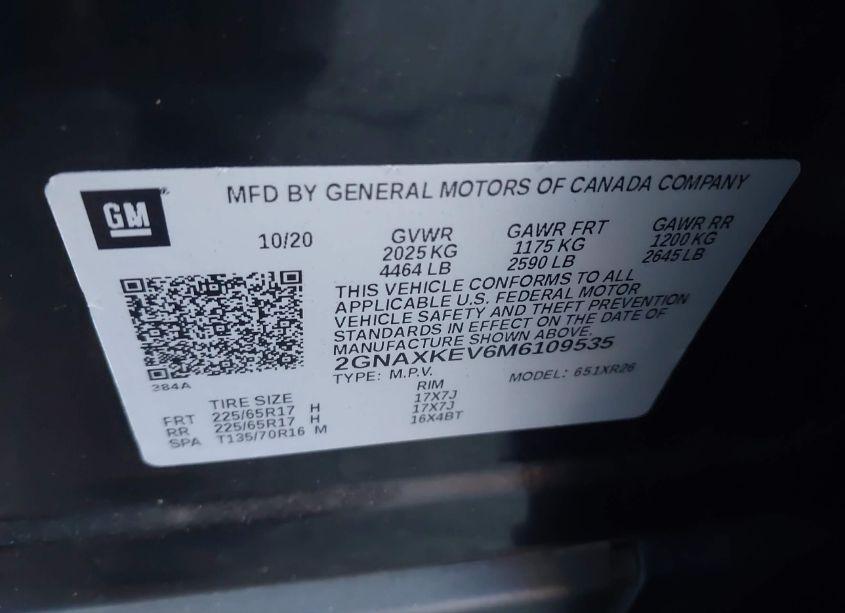 GM
MFD BY GENERAL MOTORS OF CANADA COMPANY
10/20 GVWR GAWR FRT GAWR RR
2025 KG 1175 KG 1200 KG
4464 LB 2590 LB 2645 LB
THIS VEHICLE CONFORMS TO ALL
APPLICABLE U.S. FEDERAL MOTOR
VEHICLE SAFETY AND THEFT PREVENTION
STANDARDS IN EFFECT ON THE DATE OF
MANUFACTURE SHOWN ABOVE.
2GNAXKEV6M6109535
TYPE: M.P.V. MODEL: 651XR26
384A
TIRE SIZE RIM
FRT 225/65R17 H 17X7J
RR 225/65R17 H 17X7J
SPA T135/70R16 M 16X4BT